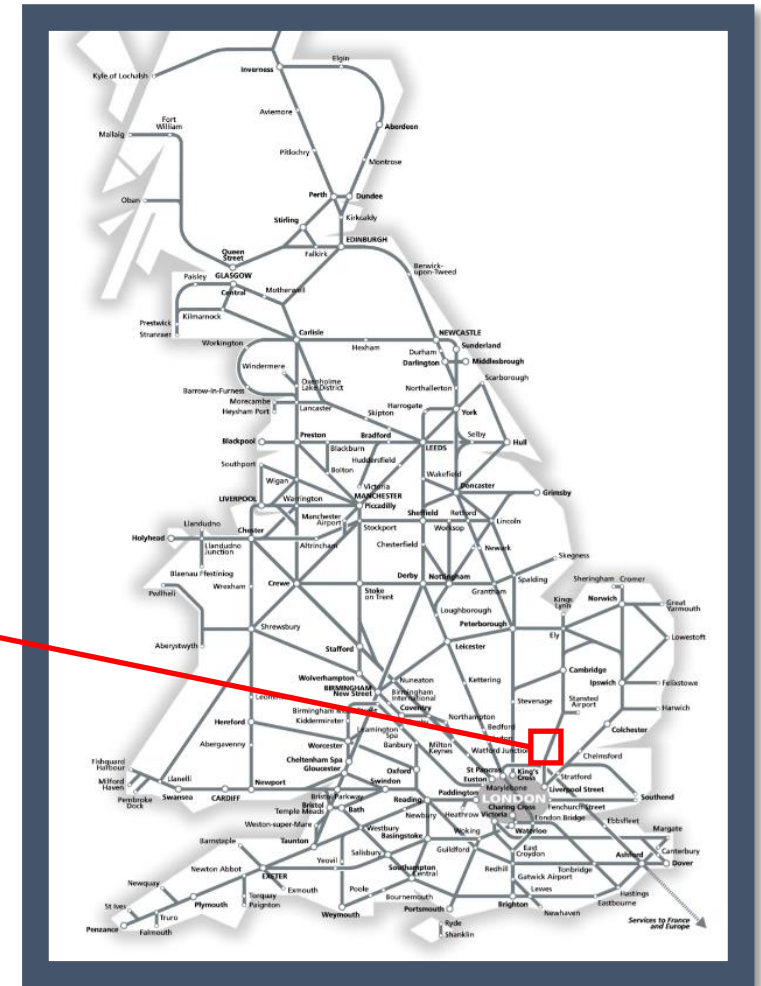 Elgin
Kyle of Lochalsh
Inverness
Aviemore
Aberdeen
Fort
William
Mallaig
Pitlochry
Montrose
Perth
Dundee
Oban
Stirling
Kirkcaldy
EDINBURGH
Queen
Street
Falkirk
GLASGOW
Berwick-
upon-Tweed
Paisley
Central
Motherwell
Prestwick
Kilmarnock
Stranraer
Carlisle
NEWCASTLE
Workington
Hexham
Sunderland
Durham
Darlington
Middlesbrough
Windermere
Scarborough
Oxenholme
Lake District
Northallerton
Barrow-in-Furness
Morecambe
Heysham Port
Lancaster
Harrogate
York
Skipton
Blackpool
Preston
Bradford
Selby
Hull
Blackburn
LEEDS
Huddersfield
Southport
Bolton
Wakefield
Wigan
Victoria
Doncaster
Grimsby
LIVERPOOL
Warrington
MANCHESTER
Piccadilly
Sheffield
Retford
Manchester
Airport
Stockport
Worksop
Lincoln
Llandudno
Chester
Holyhead
Llandudno
Junction
Altrincham
Chesterfield
Newark
Skegness
Blaenau Ffestiniog
Wrexham
Crewe
Derby
Nottingham
Spalding
Sheringham
Cromer
Pwllheli
Stoke
on Trent
Grantham
Kings
Lynn
Norwich
Great
Yarmouth
Loughborough
Shrewsbury
Peterborough
Ely
Lowestoft
Aberystwyth
Stafford
Leicester
Cambridge
Wolverhampton
Nuneaton
Kettering
Ipswich
Felixstowe
BIRMINGHAM
New Street
Birmingham
International
Stevenage
Stansted
Airport
Harwich
Coventry
Kidderminster
Northampton
Hereford
Leamington
Spa
Bedford
Colchester
Abergavenny
Worcester
Banbury
Milton
Keynes
Watford Junction
Chelmsford
Fishguard
Harbour
Cheltenham Spa
Gloucester
Oxford
St Pancras
Euston
King's
Cross
Stratford
Milford
Haven
Llanelli
Newport
Swindon
Marylebone
Liverpool Street
Pembroke
Dock
Swansea
CARDIFF
Bristol Parkway
Reading
Paddington
LONDON
Fenchurch Street
Southend
Bristol
Temple Meads
Bath
Newbury
Heathrow
Victoria
Charing Cross
London Bridge
Ebbsfleet
Weston-super-Mare
Westbury
Basingstoke
Woking
Waterloo
Margate
Barnstaple
Taunton
Salisbury
Guildford
East
Croydon
Canterbury
Newton Abbot
Yeovil
Southampton
Central
Redhill
Gatwick Airport
Tonbridge
Ashford
Dover
Newquay
EXETER
Exmouth
Poole
Lewes
Hastings
St Ives
Plymouth
Torquay
Paignton
Bournemouth
Portsmouth
Brighton
Eastbourne
Truro
Weymouth
Newhaven
Penzance
Falmouth
Ryde
Shanklin
Services to France
and Europe